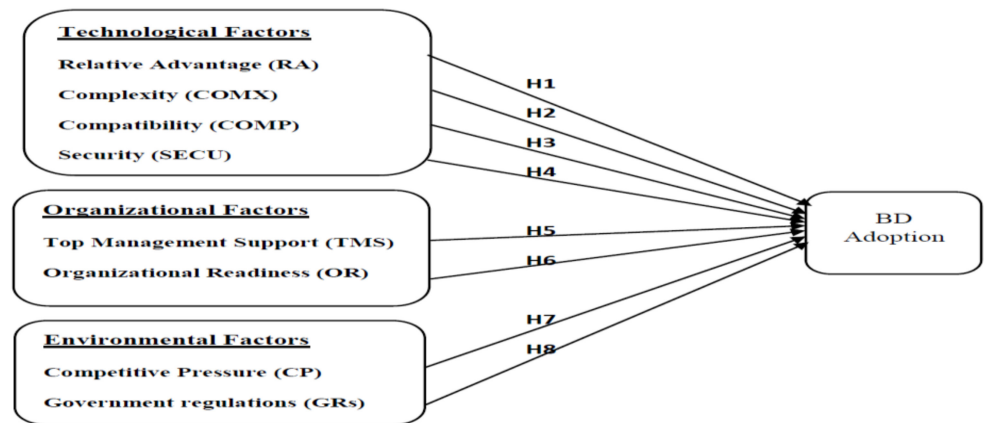 Technological Factors
Relative Advantage (RA)
Complexity (COMX)
Compatibility (COMP)
Security (SECU)
H1
H2
H3
H4
Organizational Factors
Top Management Support (TMS)
Organizational Readiness (OR)
H5
H6
Environmental Factors
Competitive Pressure (CP)
Government regulations (GRs)
H7
H8
BD
Adoption